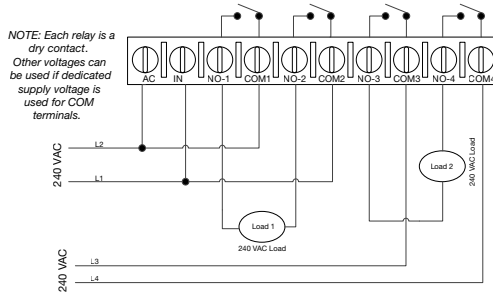 NOTE: Each relay is a
dry contact.
Other voltages can
be used if dedicated
supply voltage is
used for COM
terminals.
AC IN NO-1 COM1 NO-2 COM2 NO-3 COM3 NO-4 COM4
240 VAC
L2
L1
Load 1
240 VAC Load
Load 2
240 VAC Load
240 VAC
L3
L4